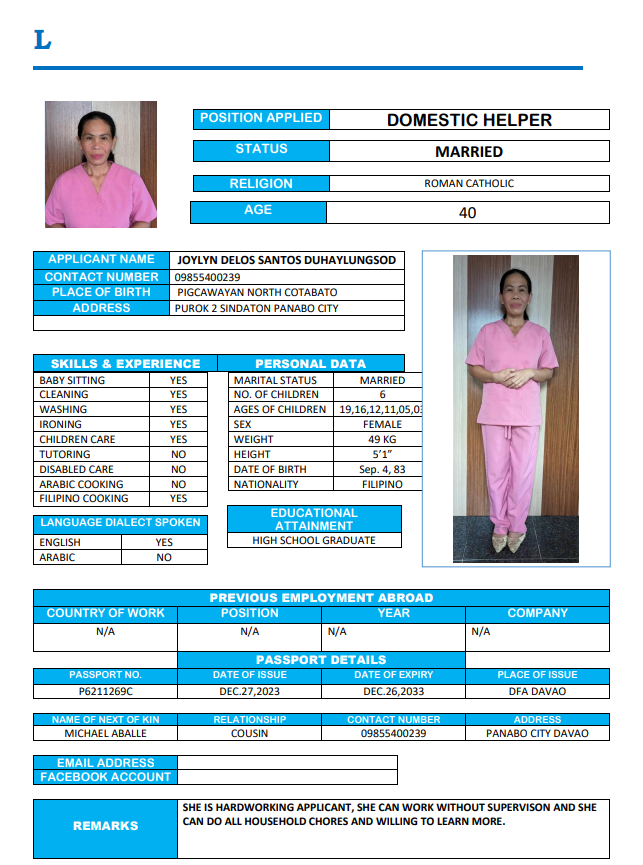 L
POSITION APPLIED DOMESTIC HELPER
STATUS MARRIED
RELIGION ROMAN CATHOLIC
AGE 40
APPLICANT NAME JOYLYN DELOS SANTOS DUHAYLUNGSOD
CONTACT NUMBER 09855400239
PLACE OF BIRTH PIGCAWAYAN NORTH COTABATO
ADDRESS PUROK 2 SINDATON PANABO CITY
SKILLS & EXPERIENCE PERSONAL DATA
BABY SITTING YES MARITAL STATUS MARRIED
CLEANING YES NO. OF CHILDREN 6
WASHING YES AGES OF CHILDREN 19,16,12,11,05,03
IRONING YES SEX FEMALE
CHILDREN CARE YES WEIGHT 49 KG
TUTORING NO HEIGHT 5’1”
DISABLED CARE NO DATE OF BIRTH Sep. 4, 83
ARABIC COOKING NO NATIONALITY FILIPINO
FILIPINO COOKING YES
LANGUAGE DIALECT SPOKEN
ENGLISH YES
ARABIC NO
EDUCATIONAL
ATTAINMENT
HIGH SCHOOL GRADUATE
PREVIOUS EMPLOYMENT ABROAD
COUNTRY OF WORK POSITION YEAR COMPANY
N/A N/A N/A N/A
PASSPORT DETAILS
PASSPORT NO. DATE OF ISSUE DATE OF EXPIRY PLACE OF ISSUE
P6211269C DEC.27,2023 DEC.26,2033 DFA DAVAO
NAME OF NEXT OF KIN RELATIONSHIP CONTACT NUMBER ADDRESS
MICHAEL ABALLE COUSIN 09855400239 PANABO CITY DAVAO
EMAIL ADDRESS
FACEBOOK ACCOUNT
REMARKS
SHE IS HARDWORKING APPLICANT, SHE CAN WORK WITHOUT SUPERVISON AND SHE
CAN DO ALL HOUSEHOLD CHORES AND WILLING TO LEARN MORE.